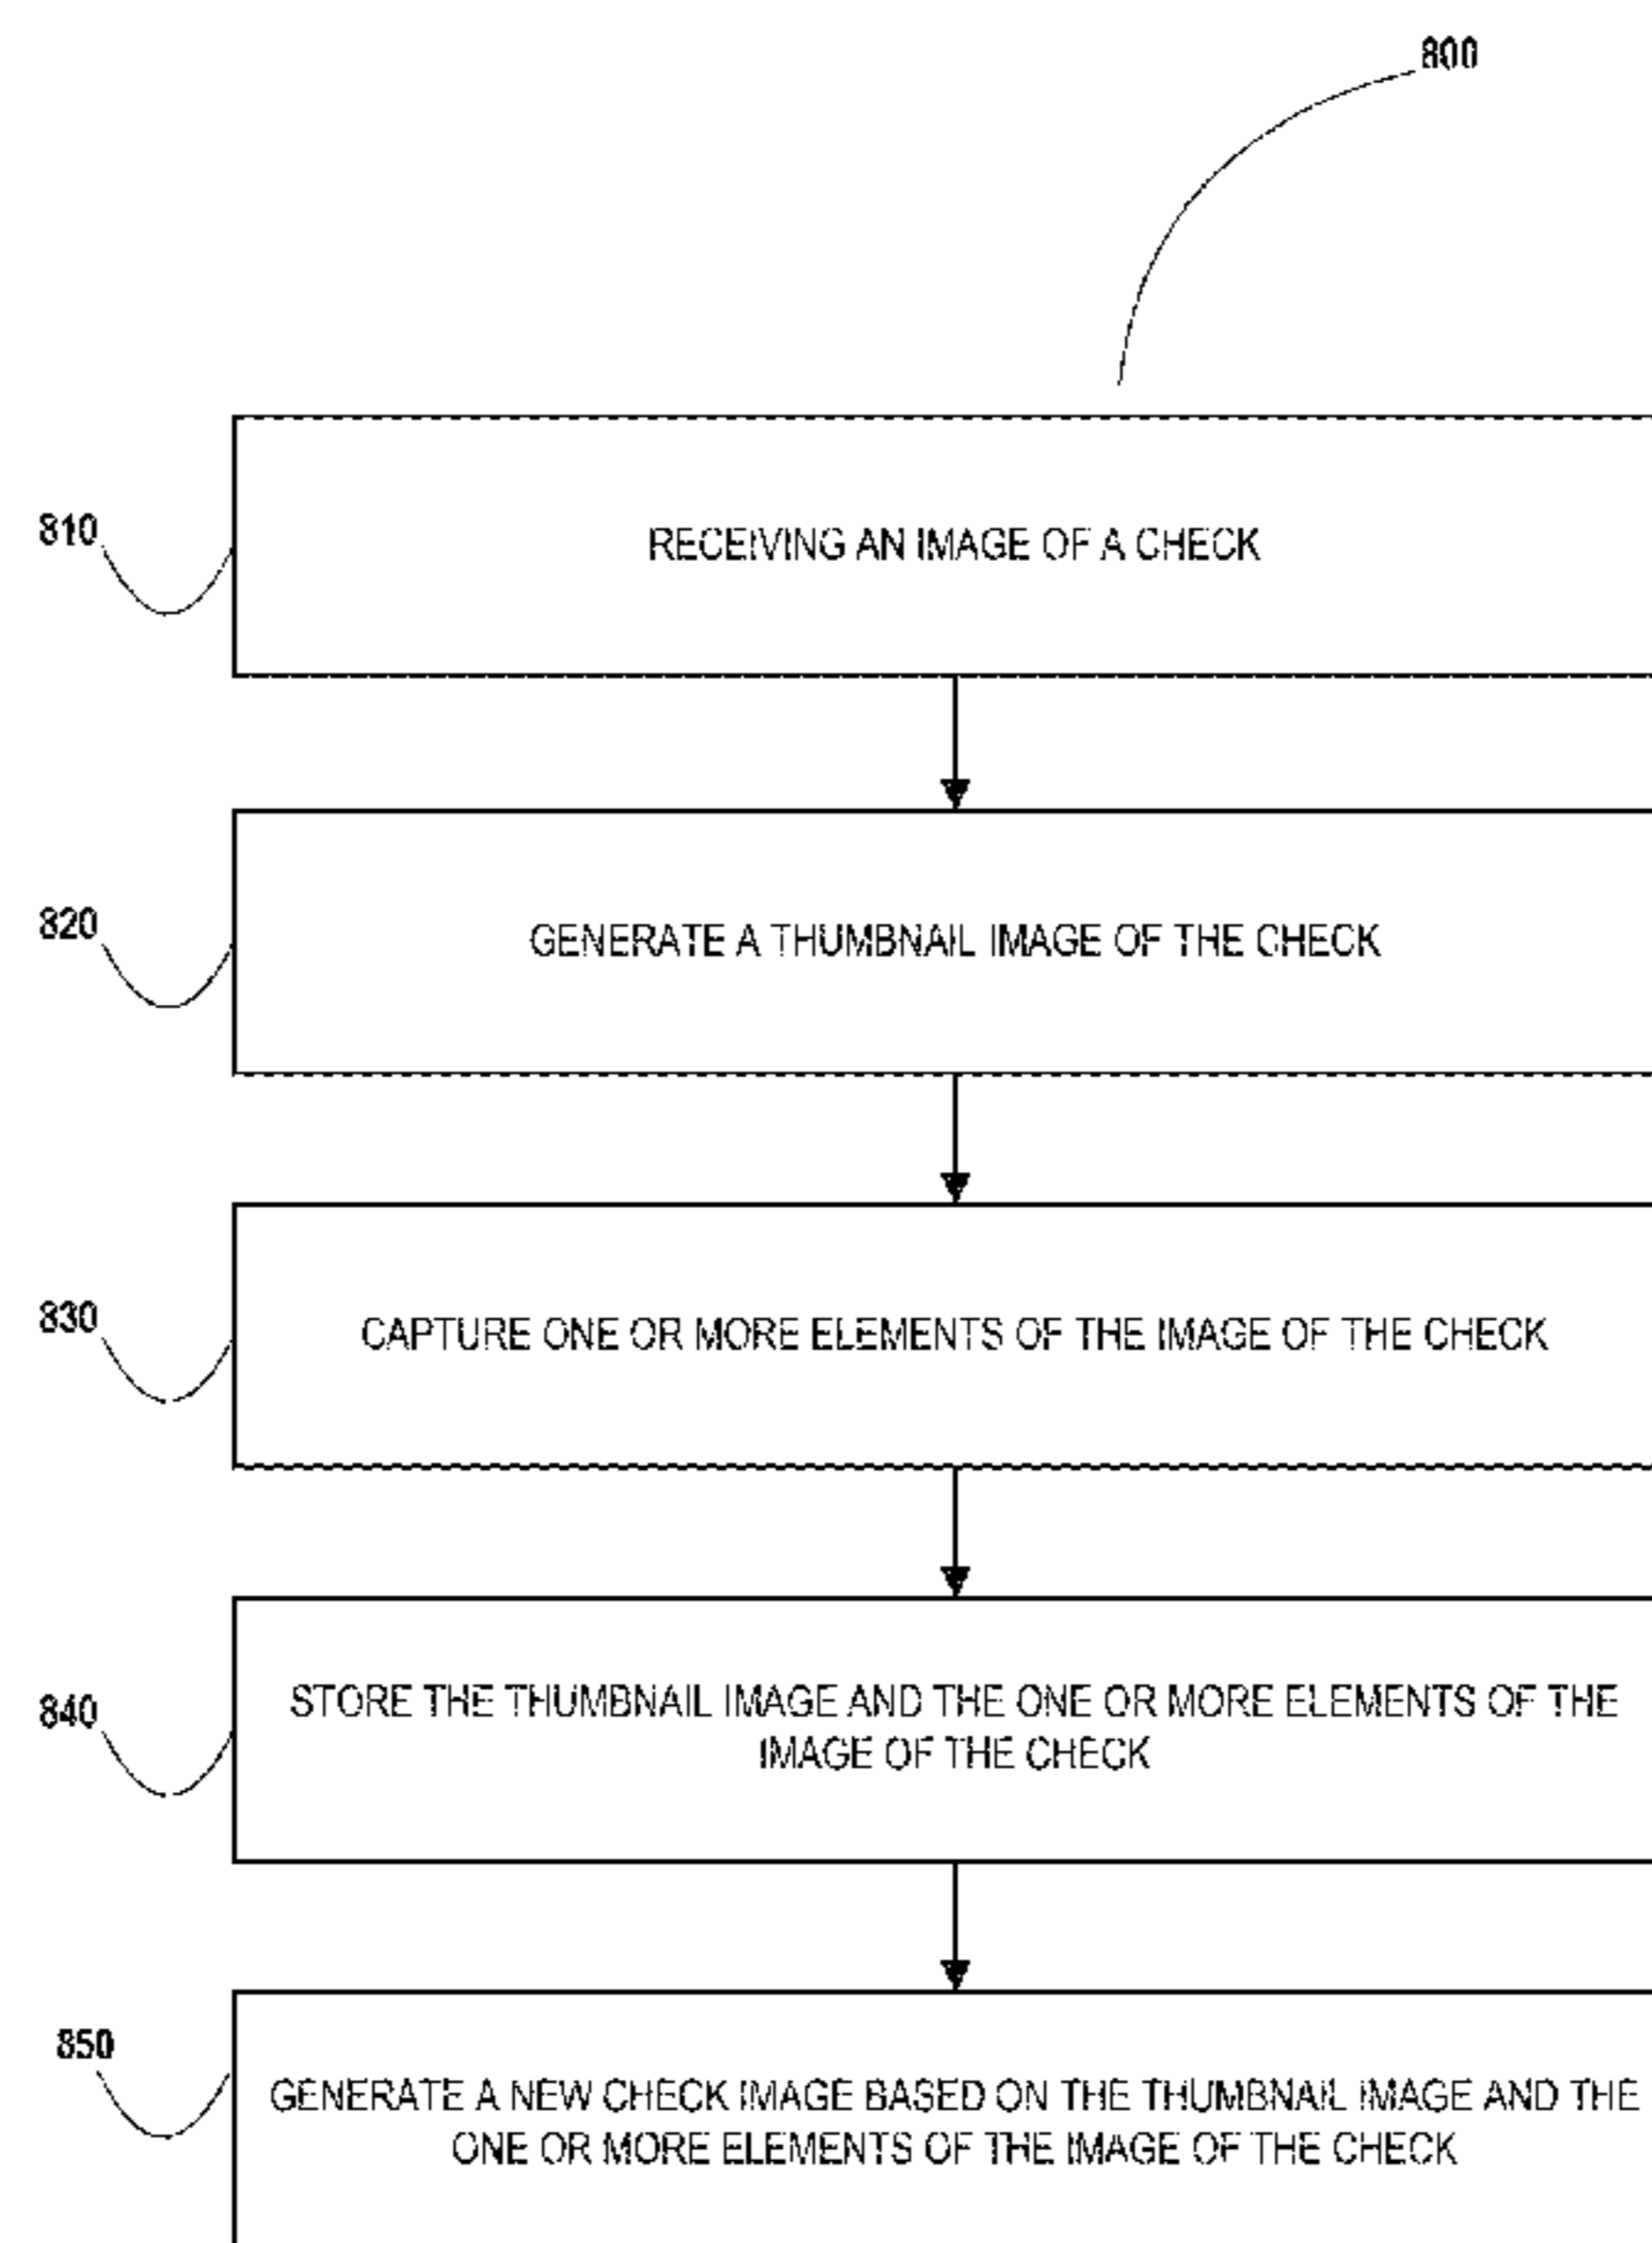 800
810
RECEIVING AN IMAGE OF A CHECK
820
GENERATE A THUMBNAIL IMAGE OF THE CHECK
830
CAPTURE ONE OR MORE ELEMENTS OF THE IMAGE OF THE CHECK
840
STORE THE THUMBNAIL IMAGE AND THE ONE OR MORE ELEMENTS OF THE
IMAGE OF THE CHECK
850
GENERATE A NEW CHECK IMAGE BASED ON THE THUMBNAIL IMAGE AND THE
ONE OR MORE ELEMENTS OF THE IMAGE OF THE CHECK